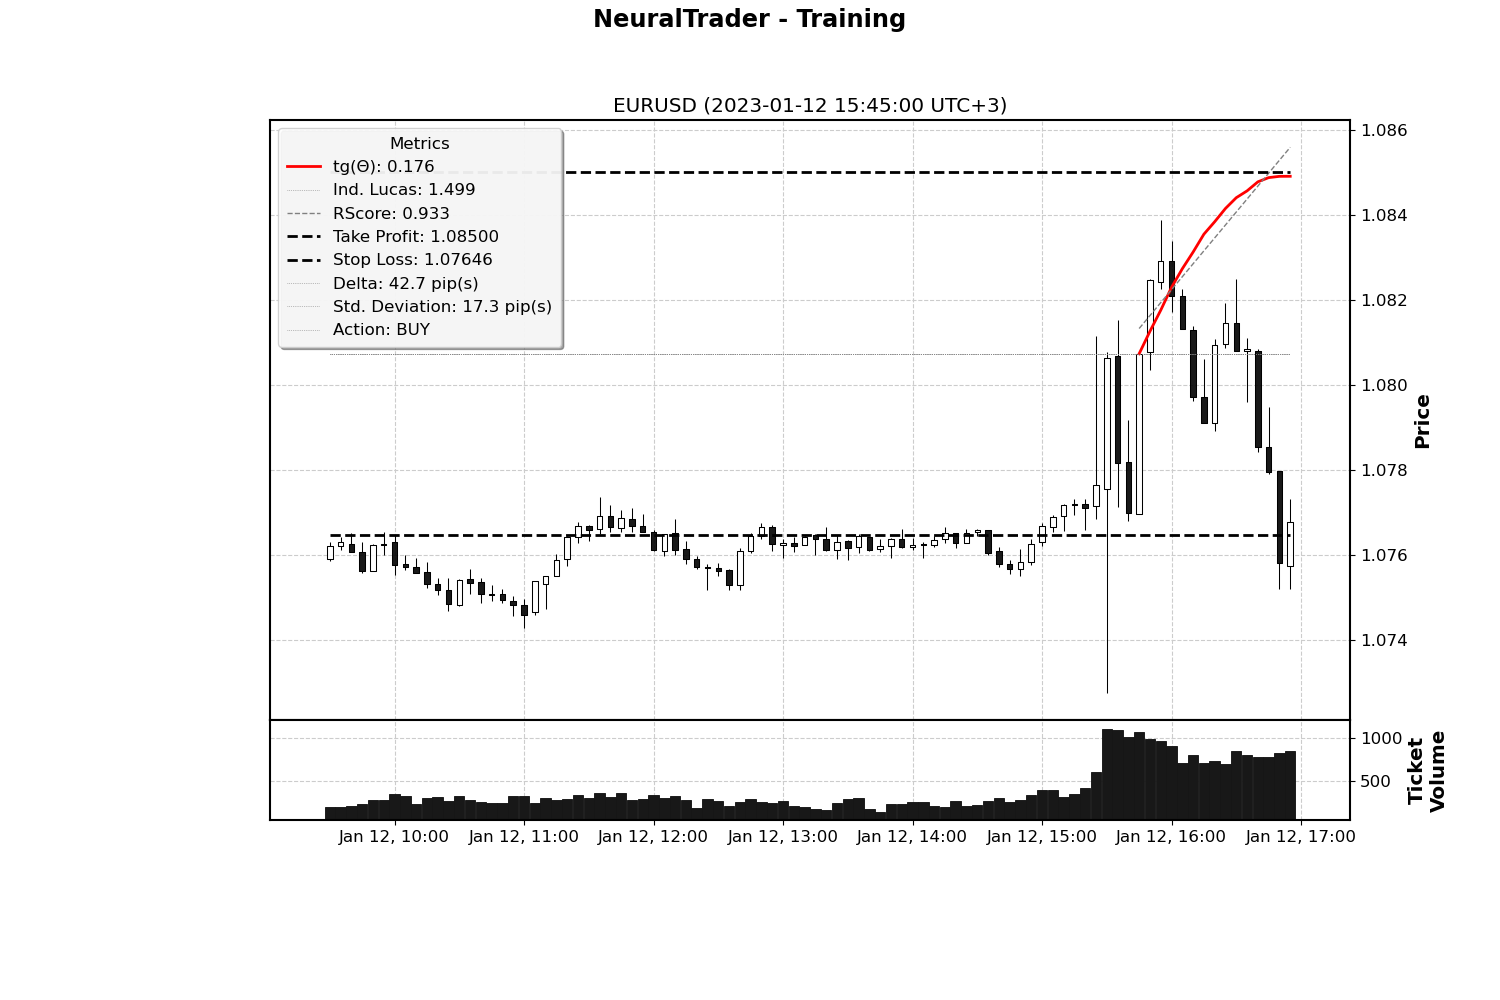 NeuralTrader - Training
EURUSD (2023-01-12 15:45:00 UTC+3)
Metrics
tg(Θ): 0.176
Ind. Lucas: 1.499
RScore: 0.933
Take Profit: 1.08500
Stop Loss: 1.07646
Delta: 42.7 pip(s)
Std. Deviation: 17.3 pip(s)
Action: BUY
1.086
1.084
1.082
1.080
1.078
1.076
1.074
Price
1000
500
Ticket
Volume
Jan 12, 10:00
Jan 12, 11:00
Jan 12, 12:00
Jan 12, 13:00
Jan 12, 14:00
Jan 12, 15:00
Jan 12, 16:00
Jan 12, 17:00